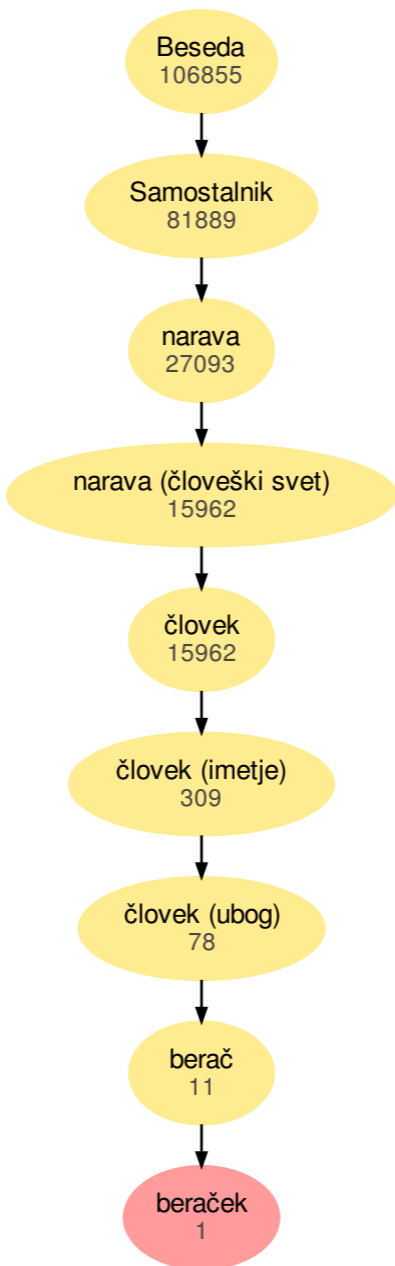 Beseda
106855
Samostalnik
81889
narava
27093
narava (človeški svet)
15962
človek
15962
človek (imetje)
309
človek (ubog)
78
berač
11
beraček
1